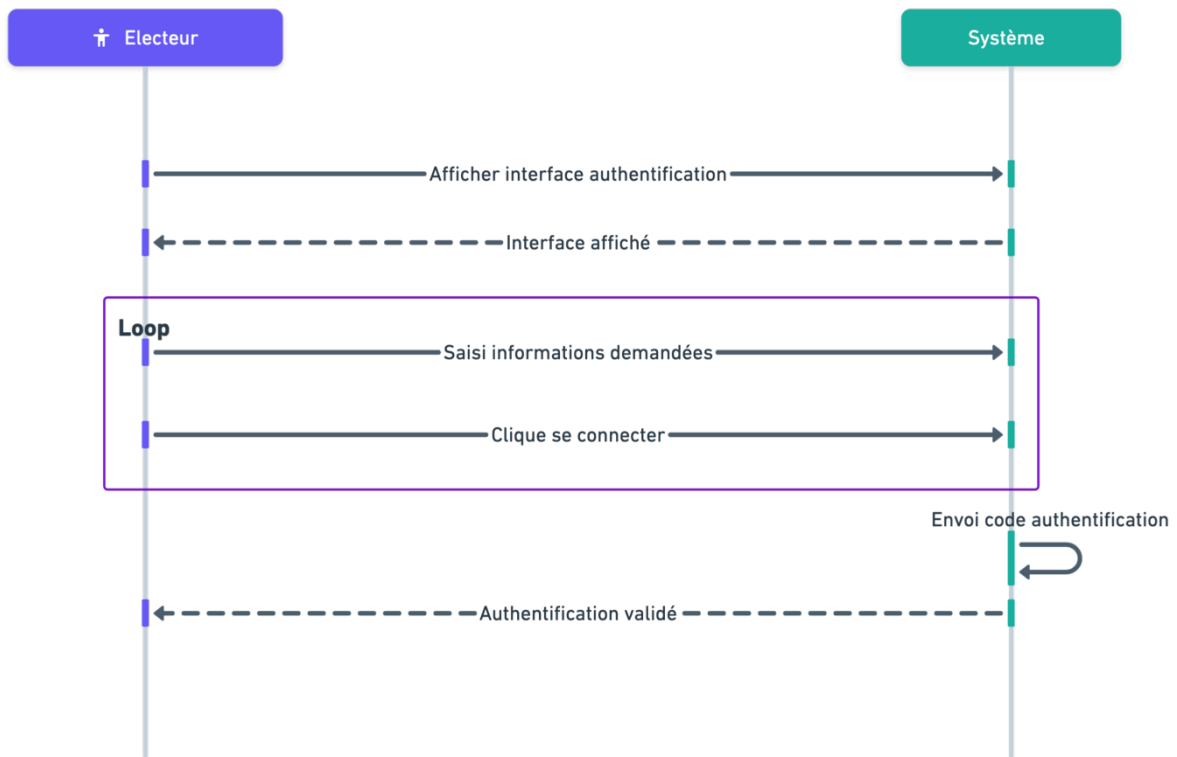 Electeur
Système
Afficher interface authentification
Interface affiché
Loop
Saisi informations demandées
Clique se connecter
Envoi code authentification
Authentification validé